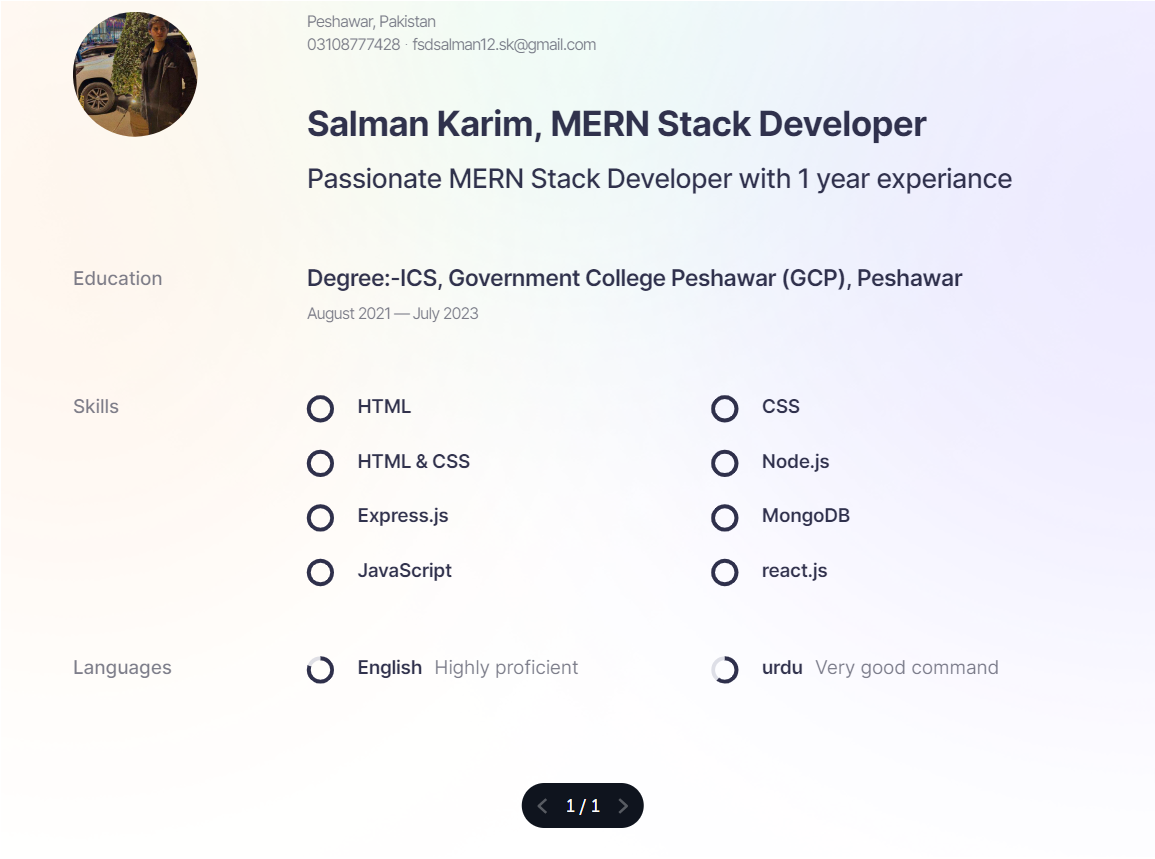 Peshawar, Pakistan
03108777428 · fsdsalman12.sk@gmail.com
Salman Karim, MERN Stack Developer
Passionate MERN Stack Developer with 1 year experiance
Education
Degree:-ICS, Government College Peshawar (GCP), Peshawar
August 2021 — July 2023
Skills
HTML
CSS
HTML & CSS
Node.js
Express.js
MongoDB
JavaScript
react.js
Languages
English Highly proficient
urdu Very good command
1 / 1